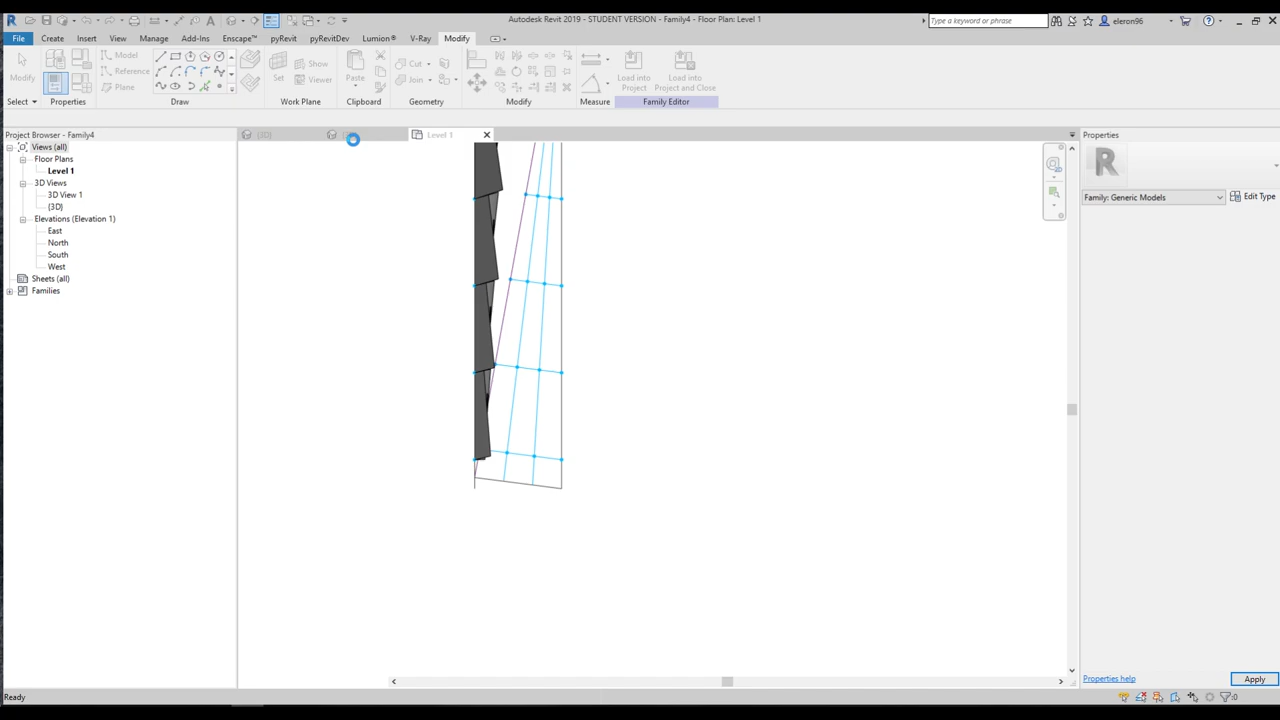 Autodesk Revit 2019 - STUDENT VERSION - Family4 - Floor Plan: Level 1
Type a keyword or phrase
eleron96
File Create Insert View Manage Add-Ins Enscape™ pyRevit pyRevitDev Lumion® V-Ray Modify
Modify
Model
Reference
Plane
Set
Show
Viewer
Paste
Cut
Join
Load into
Project
Load into
Project and Close
Select Properties Draw Work Plane Clipboard Geometry Modify Measure Family Editor
Project Browser - Family4
{3D}
Level 1
Properties
Views (all)
Floor Plans
Level 1
3D Views
3D View 1
{3D}
Elevations (Elevation 1)
East
North
South
West
Sheets (all)
Families
Family: Generic Models
Edit Type
Properties help
Apply
Ready
:0